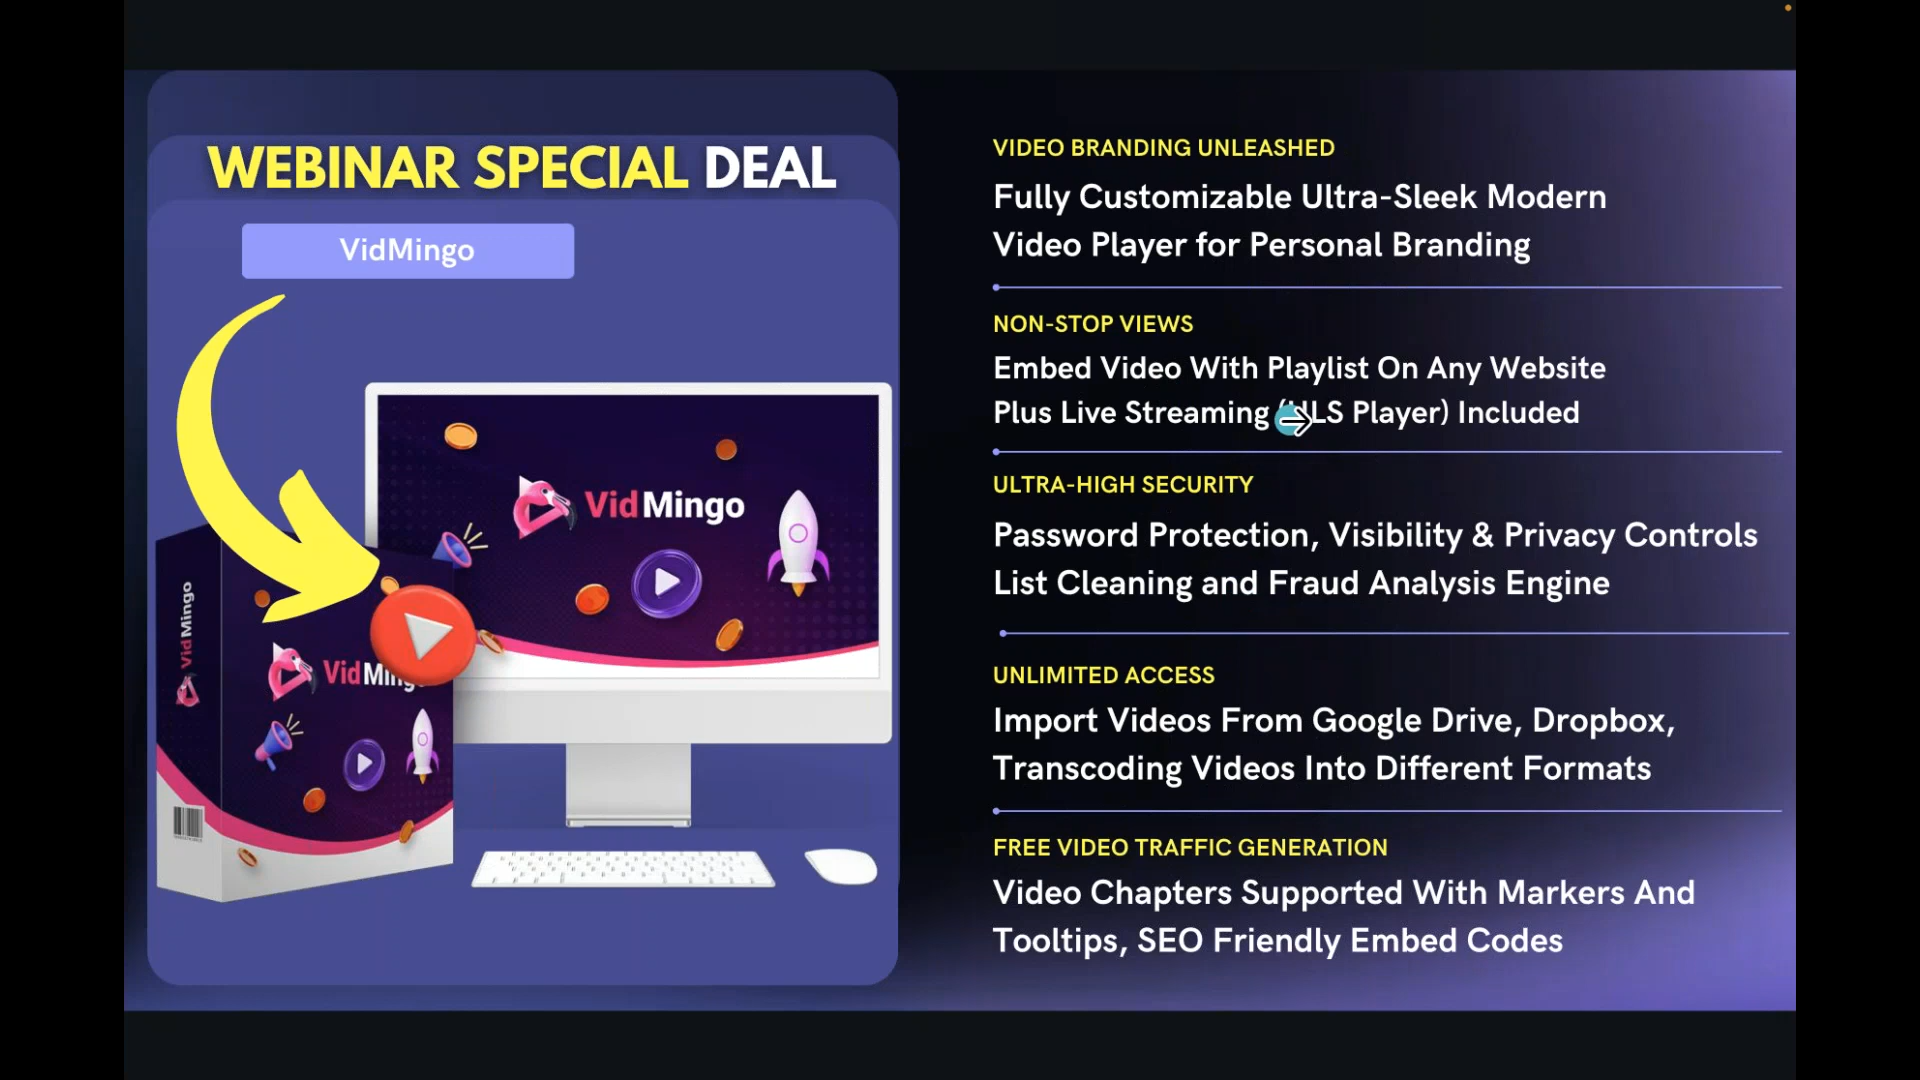 WEBINAR SPECIAL DEAL
VidMingo
VidMingo
VidMingo
VidMingo
VIDEO BRANDING UNLEASHED
Fully Customizable Ultra-Sleek Modern
Video Player for Personal Branding
NON-STOP VIEWS
Embed Video With Playlist On Any Website
Plus Live Streaming (HLS Player) Included
ULTRA-HIGH SECURITY
Password Protection, Visibility & Privacy Controls
List Cleaning and Fraud Analysis Engine
UNLIMITED ACCESS
Import Videos From Google Drive, Dropbox,
Transcoding Videos Into Different Formats
FREE VIDEO TRAFFIC GENERATION
Video Chapters Supported With Markers And
Tooltips, SEO Friendly Embed Codes